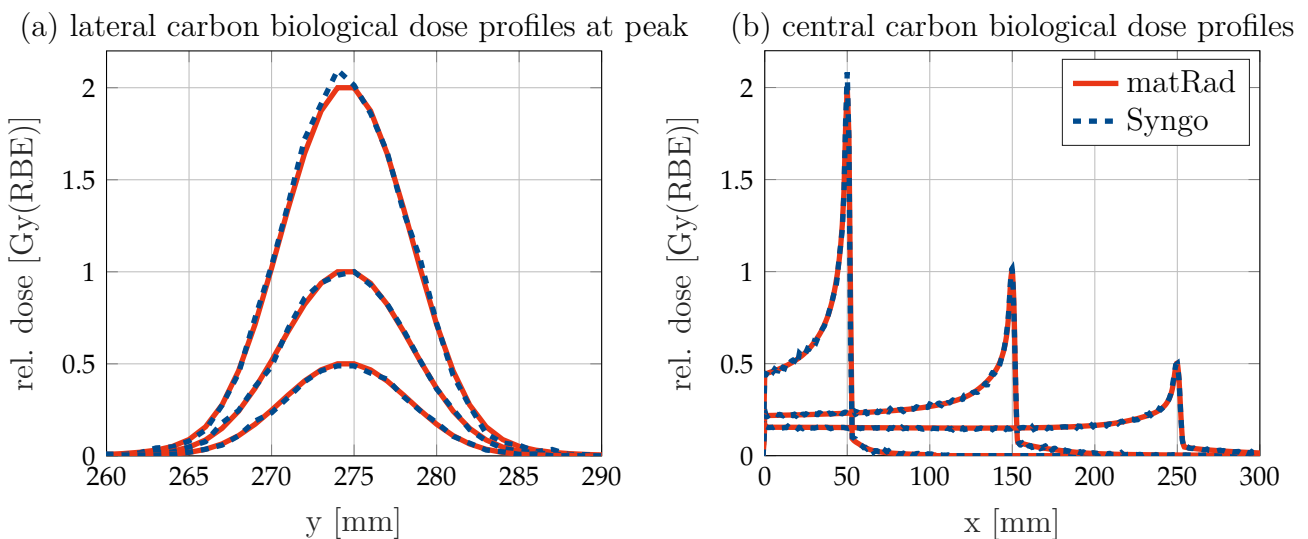 (a) lateral carbon biological dose profiles at peak
2
1.5
1
0.5
0
rel. dose [Gy(RBE)]
260 265 270 275 280 285 290
y [mm]
(b) central carbon biological dose profiles
matRad
Syngo
2
1.5
1
0.5
0
rel. dose [Gy(RBE)]
0 50 100 150 200 250 300
x [mm]